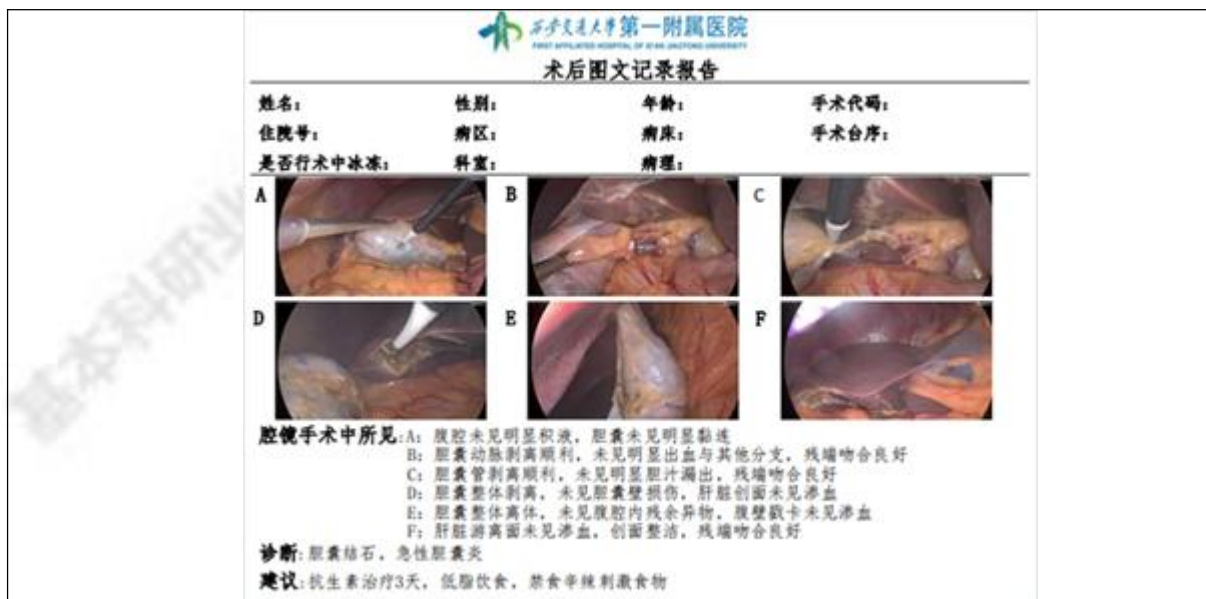 西安交通大学第一附属医院
FIRST AFFILIATED HOSPITAL OF XI'AN JIAOTONG UNIVERSITY
术后图文记录报告
姓名: 性别: 年龄: 手术代码:
住院号: 病区: 病床: 手术台序:
是否行术中冰冻: 科室: 病理:
A B C
D E F
腔镜手术中所见:A: 腹腔未见明显积液, 胆囊未见明显黏连
B: 胆囊动脉剥离顺利, 未见明显出血与其他分支, 残端吻合良好
C: 胆囊管剥离顺利, 未见明显胆汁漏出, 残端吻合良好
D: 胆囊整体剥离, 未见胆囊壁损伤, 肝脏创面未见渗血
E: 胆囊整体离体, 未见腹腔内残余异物, 腹壁戳卡未见渗血
F: 肝脏游离面未见渗血, 创面整洁, 残端吻合良好
诊断: 胆囊结石, 急性胆囊炎
建议: 抗生素治疗3天, 低脂饮食, 禁食辛辣刺激食物
基本科研业